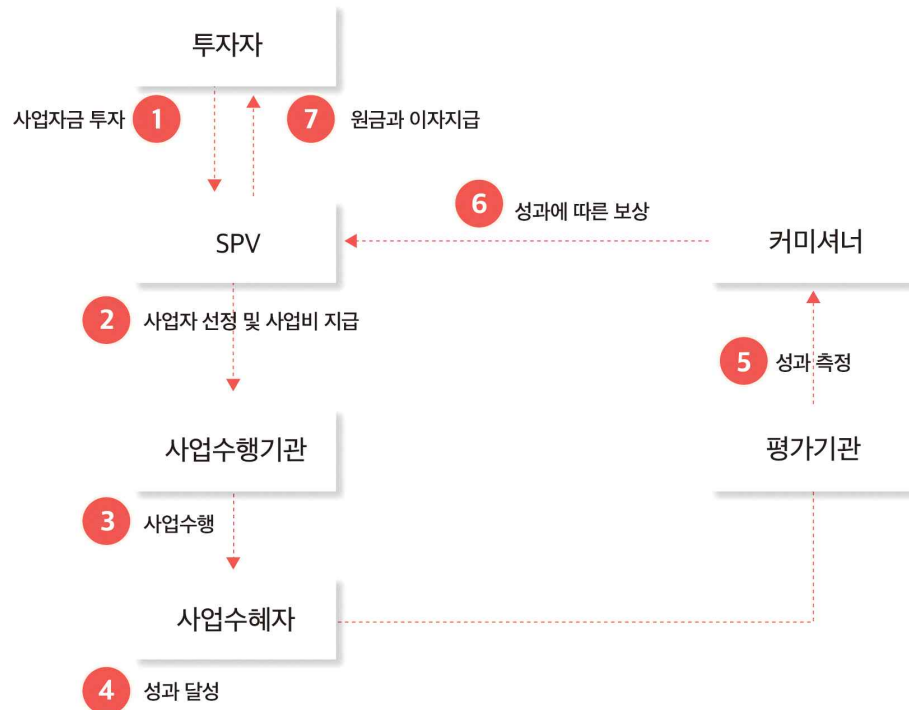 투자자
사업자금 투자
1
7
원금과 이자지급
6
성과에 따른 보상
SPV
커미셔너
2
사업자 선정 및 사업비 지급
5
성과 측정
사업수행기관
평가기관
3
사업수행
사업수혜자
4
성과 달성